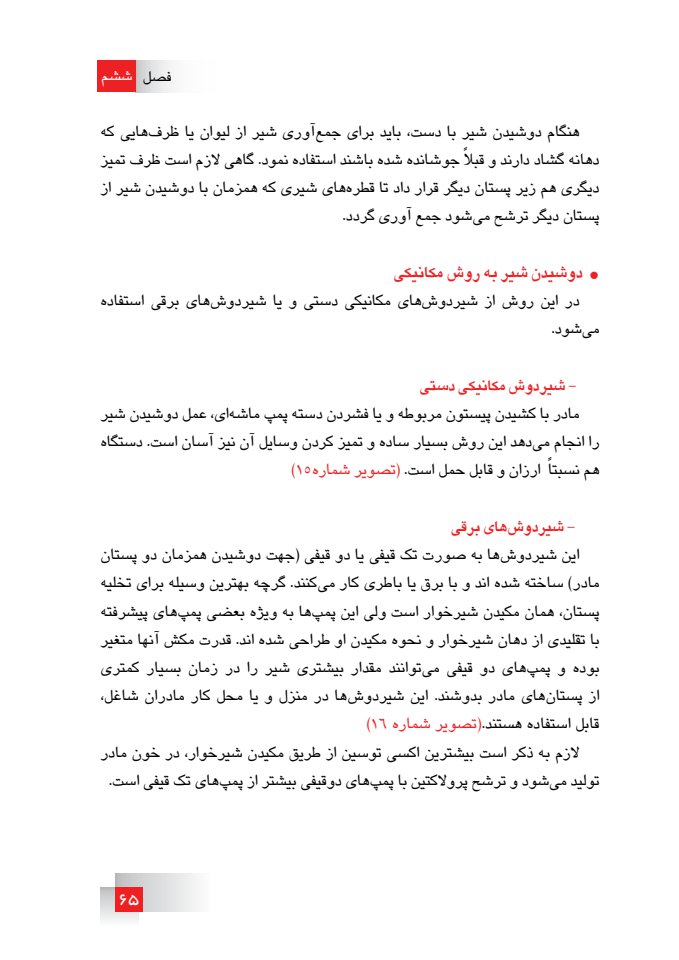 فصل ششم
هنگام دوشیدن شیر با دست، باید برای جمع‌آوری شیر از لیوان یا ظرف‌هایی که
دهانه گشاد دارند و قبلاً جوشانده شده باشند استفاده نمود. گاهی لازم است ظرف تمیز
دیگری هم زیر پستان دیگر قرار داد تا قطره‌های شیری که همزمان با دوشیدن شیر از
پستان دیگر ترشح می‌شود جمع آوری گردد.
● دوشیدن شیر به روش مکانیکی
در این روش از شیردوش‌های مکانیکی دستی و یا شیردوش‌های برقی استفاده
می‌شود.
- شیردوش مکانیکی دستی
مادر با کشیدن پیستون مربوطه و یا فشردن دسته پمپ ماشه‌ای، عمل دوشیدن شیر
را انجام می‌دهد این روش بسیار ساده و تمیز کردن وسایل آن نیز آسان است. دستگاه
هم نسبتاً ارزان و قابل حمل است. (تصویر شماره۱۵)
- شیردوش‌های برقی
این شیردوش‌ها به صورت تک قیفی یا دو قیفی (جهت دوشیدن همزمان دو پستان
مادر) ساخته شده اند و با برق یا باطری کار می‌کنند. گرچه بهترین وسیله برای تخلیه
پستان، همان مکیدن شیرخوار است ولی این پمپ‌ها به ویژه بعضی پمپ‌های پیشرفته
با تقلیدی از دهان شیرخوار و نحوه مکیدن او طراحی شده اند. قدرت مکش آنها متغیر
بوده و پمپ‌های دو قیفی می‌توانند مقدار بیشتری شیر را در زمان بسیار کمتری
از پستان‌های مادر بدوشند. این شیردوش‌ها در منزل و یا محل کار مادران شاغل،
قابل استفاده هستند.(تصویر شماره ۱۶)
لازم به ذکر است بیشترین اکسی توسین از طریق مکیدن شیرخوار، در خون مادر
تولید می‌شود و ترشح پرولاکتین با پمپ‌های دوقیفی بیشتر از پمپ‌های تک قیفی است.
۶۵